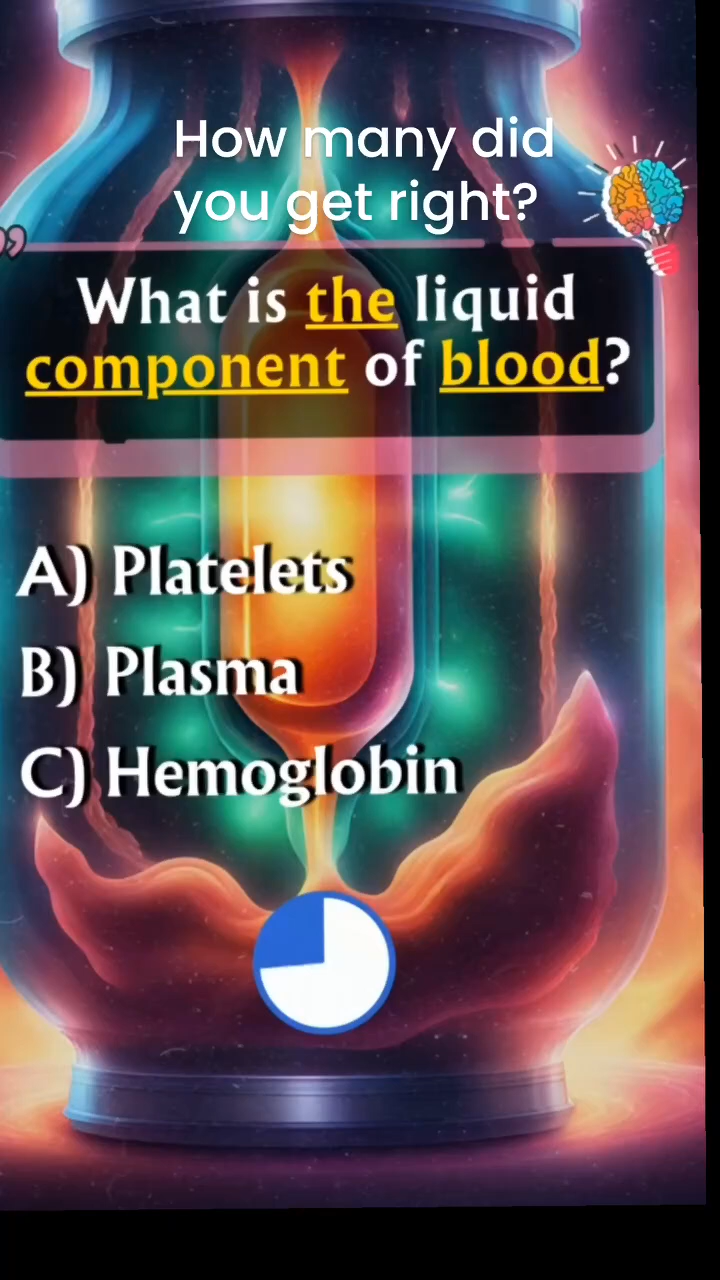 How many did
you get right?
What is the liquid
component of blood?
A) Platelets
B) Plasma
C) Hemoglobin